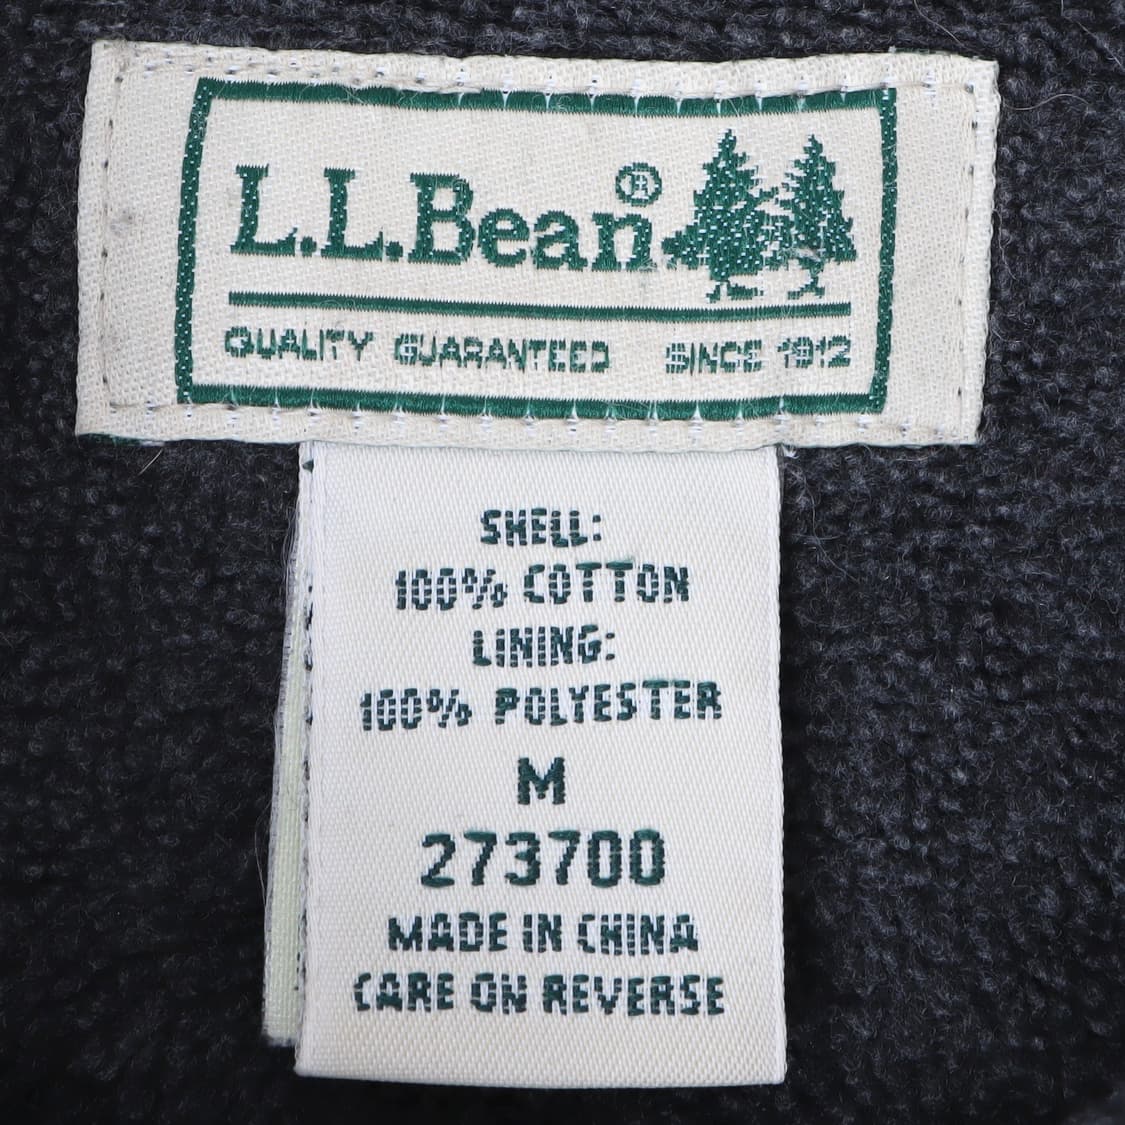 L.L.Bean®
QUALITY GUARANTEED SINCE 1912
SHELL:
100% COTTON
LINING:
100% POLYESTER
M
273700
MADE IN CHINA
CARE ON REVERSE